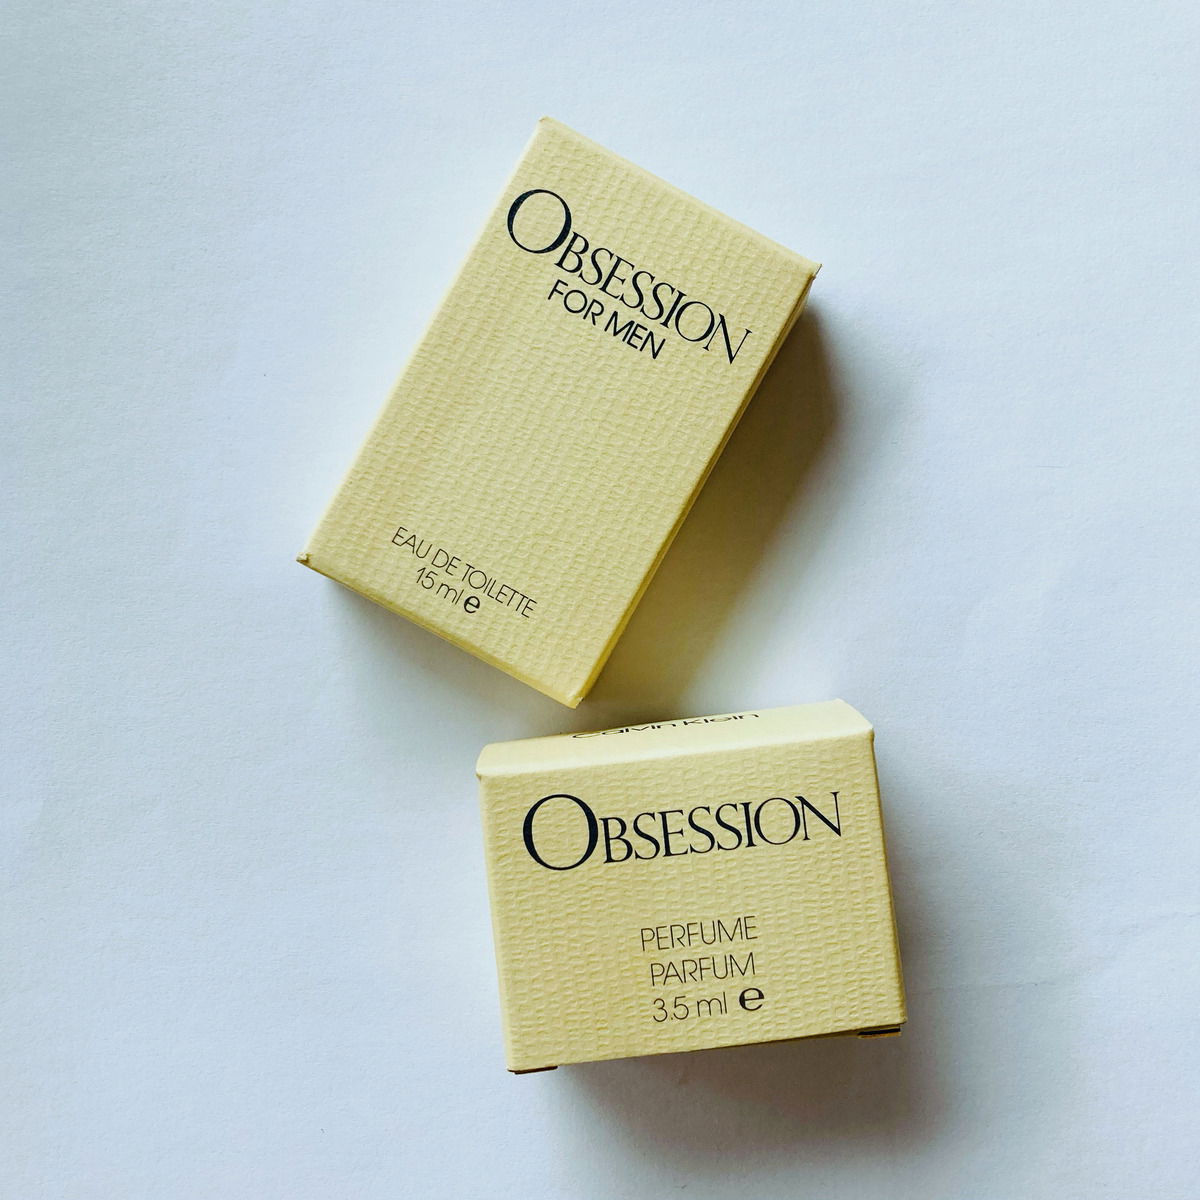 OBSESSION
FOR MEN
EAU DE TOILETTE
15 ml e
Calvin Klein
OBSESSION
PERFUME
PARFUM
3.5 ml e